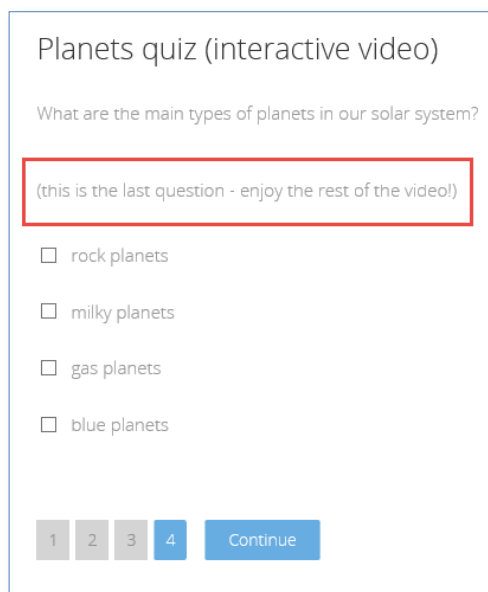 Planets quiz (interactive video)
What are the main types of planets in our solar system?
(this is the last question - enjoy the rest of the video!)
rock planets
milky planets
gas planets
blue planets
1 2 3 4 Continue